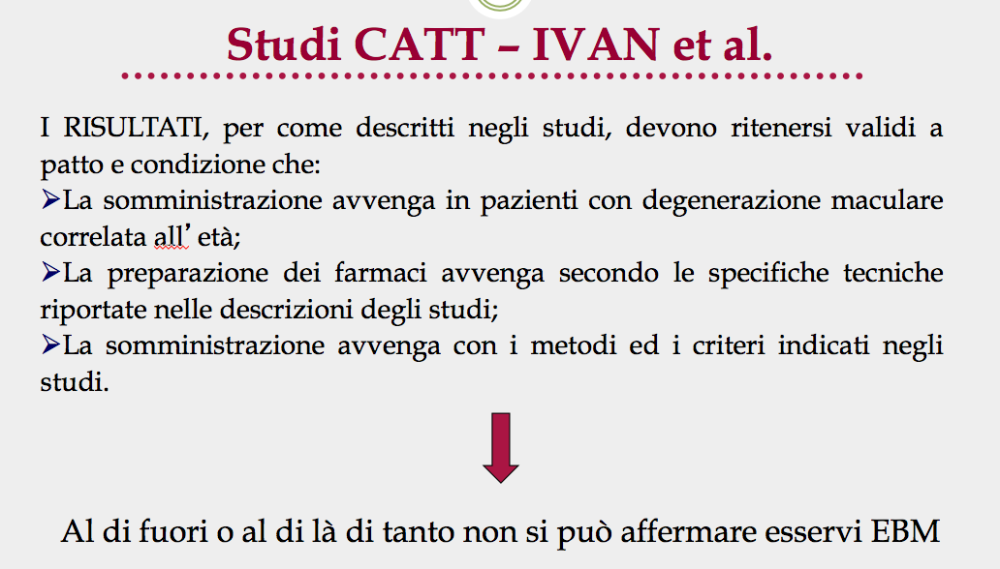 Studi CATT – IVAN et al.
I RISULTATI, per come descritti negli studi, devono ritenersi validi a
patto e condizione che:
➢La somministrazione avvenga in pazienti con degenerazione maculare
correlata all’ età;
➢La preparazione dei farmaci avvenga secondo le specifiche tecniche
riportate nelle descrizioni degli studi;
➢La somministrazione avvenga con i metodi ed i criteri indicati negli
studi.
Al di fuori o al di là di tanto non si può affermare esservi EBM